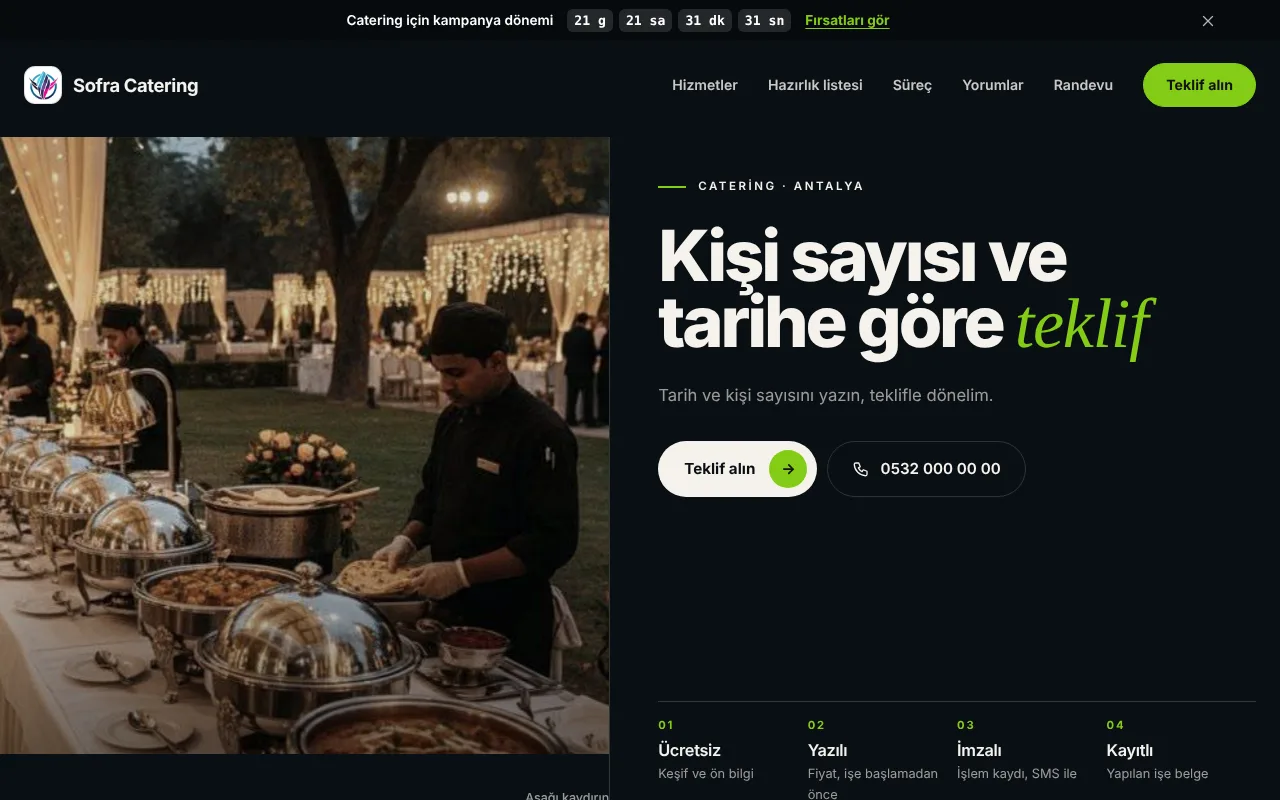 Catering için kampanya dönemi 21 g 21 sa 31 dk 31 sn Fırsatları gör
Sofra Catering
Hizmetler Hazırlık listesi Süreç Yorumlar Randevu Teklif alın
CATERİNG · ANTALYA
Kişi sayısı ve
tarihe göre teklif
Tarih ve kişi sayısını yazın, teklifle dönelim.
Teklif alın
0532 000 00 00
01 02 03 04
Ücretsiz Yazılı İmzalı Kayıtlı
Keşif ve ön bilgi Fiyat, işe başlamadan İşlem kaydı, SMS ile Yapılan işe belge
önce
Aşağı kaydırın